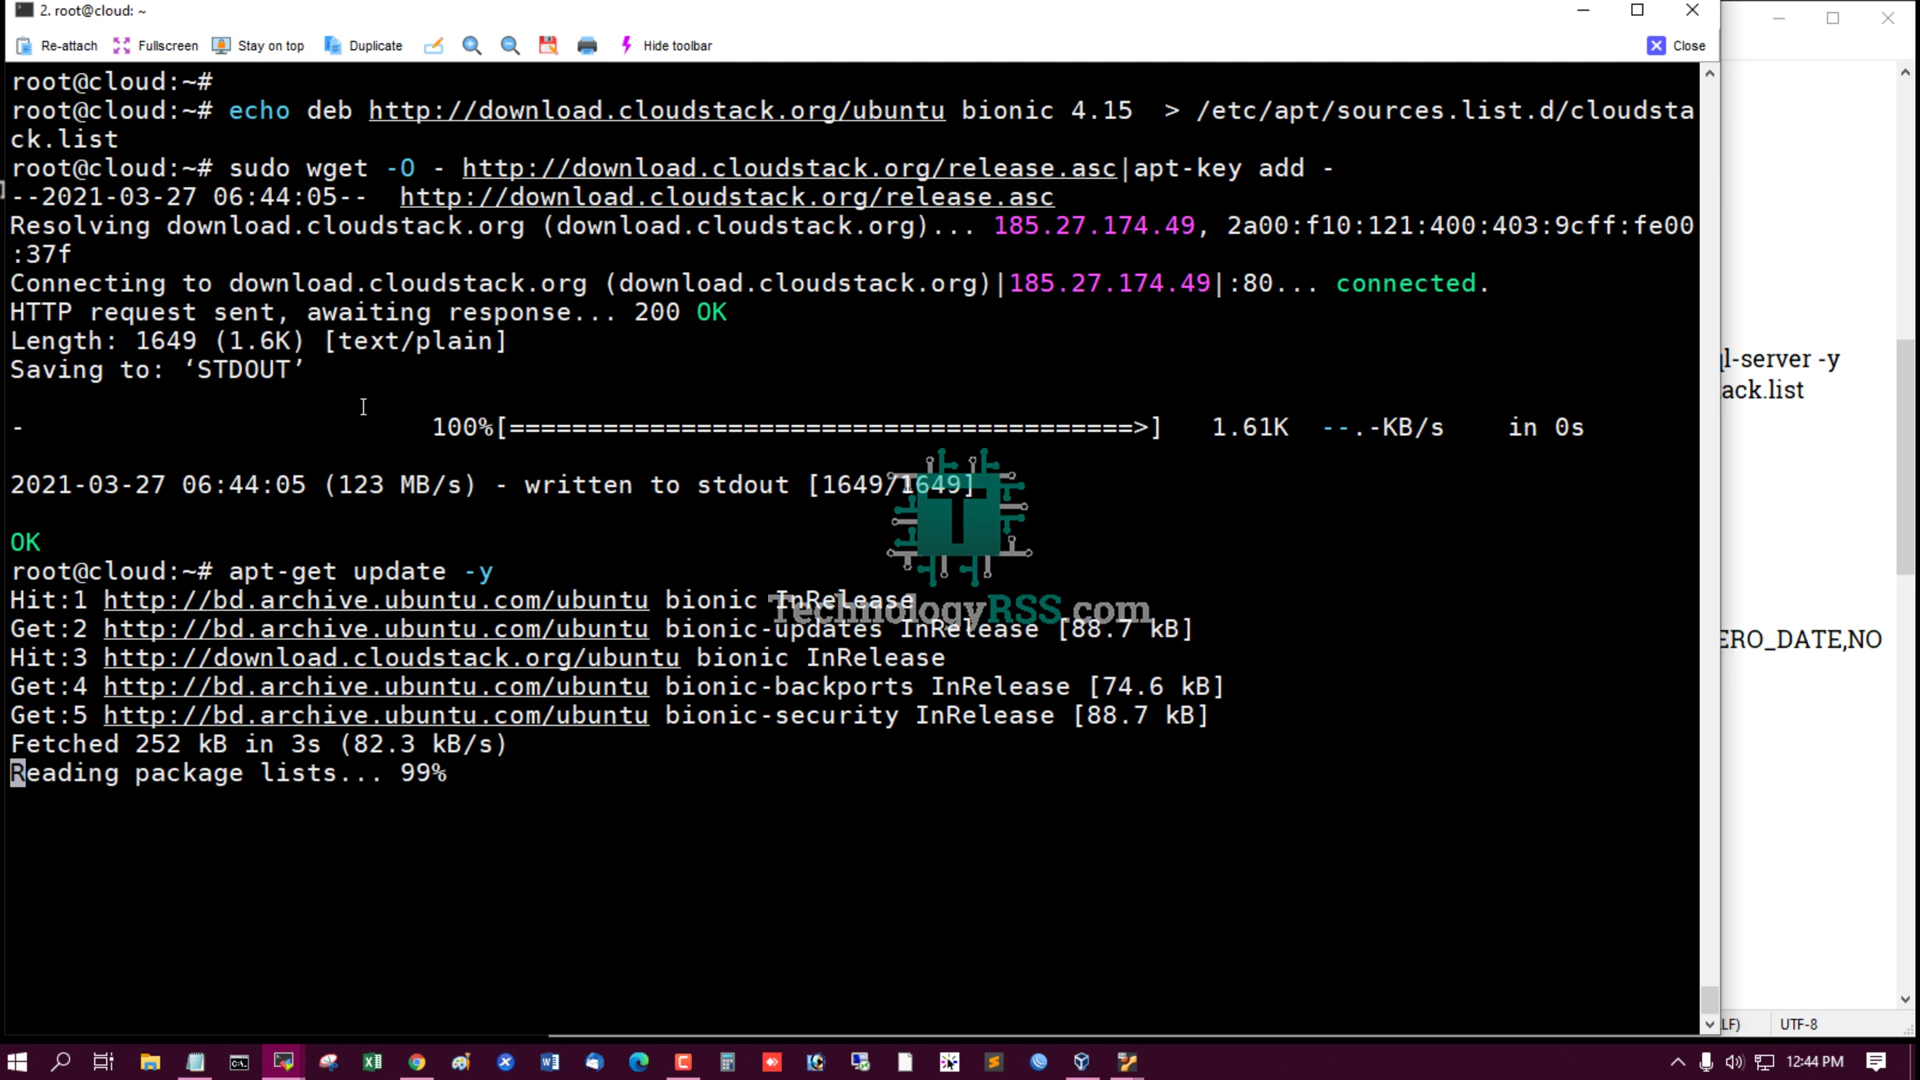 2. root@cloud: ~
Re-attach Fullscreen Stay on top Duplicate Hide toolbar Close
root@cloud:~#
root@cloud:~# echo deb http://download.cloudstack.org/ubuntu bionic 4.15  > /etc/apt/sources.list.d/cloudsta
ck.list
root@cloud:~# sudo wget -O - http://download.cloudstack.org/release.asc|apt-key add -
--2021-03-27 06:44:05--  http://download.cloudstack.org/release.asc
Resolving download.cloudstack.org (download.cloudstack.org)... 185.27.174.49, 2a00:f10:121:400:403:9cff:fe00
:37f
Connecting to download.cloudstack.org (download.cloudstack.org)|185.27.174.49|:80... connected.
HTTP request sent, awaiting response... 200 OK
Length: 1649 (1.6K) [text/plain]
Saving to: ‘STDOUT’
-                          100%[========================================>]   1.61K  --.-KB/s    in 0s
2021-03-27 06:44:05 (123 MB/s) - written to stdout [1649/1649]
OK
root@cloud:~# apt-get update -y
Hit:1 http://bd.archive.ubuntu.com/ubuntu bionic InRelease
Get:2 http://bd.archive.ubuntu.com/ubuntu bionic-updates InRelease [88.7 kB]
Hit:3 http://download.cloudstack.org/ubuntu bionic InRelease
Get:4 http://bd.archive.ubuntu.com/ubuntu bionic-backports InRelease [74.6 kB]
Get:5 http://bd.archive.ubuntu.com/ubuntu bionic-security InRelease [88.7 kB]
Fetched 252 kB in 3s (82.3 kB/s)
Reading package lists... 99%
T
TechnologyRSS.com
l-server -y
ack.list
ERO_DATE,NO
LF) UTF-8
12:44 PM